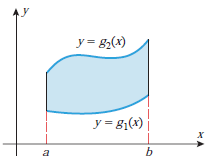 y
y = g₂(x)
y = g₁(x)
x
a
b